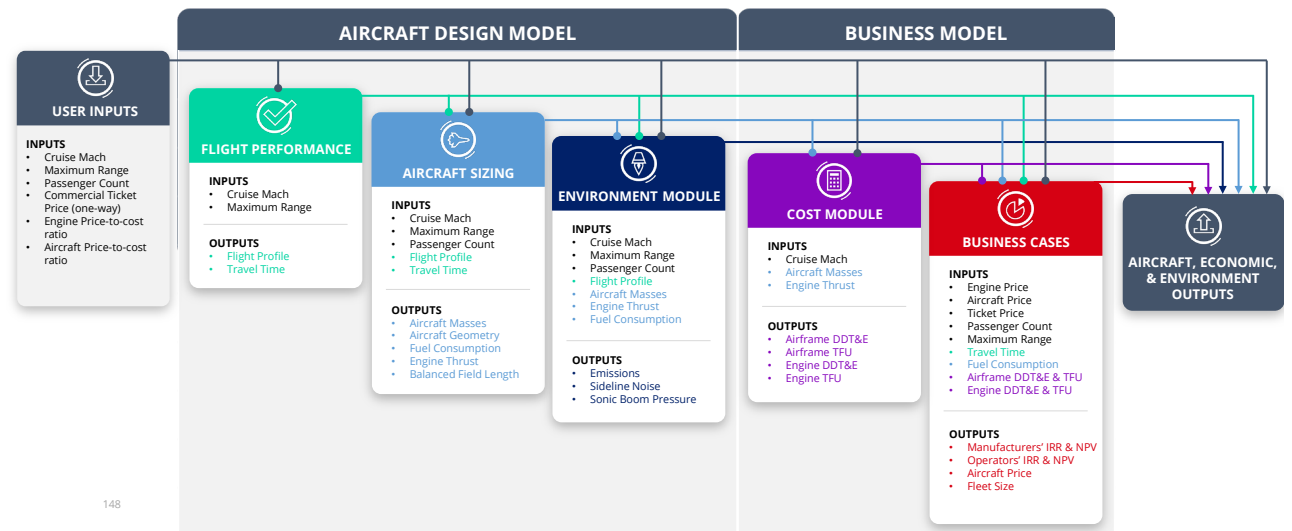 AIRCRAFT DESIGN MODEL
BUSINESS MODEL
USER INPUTS
INPUTS
• Cruise Mach
• Maximum Range
• Passenger Count
• Commercial Ticket
Price (one-way)
• Engine Price-to-cost
ratio
• Aircraft Price-to-cost
ratio
FLIGHT PERFORMANCE
INPUTS
• Cruise Mach
• Maximum Range
OUTPUTS
• Flight Profile
• Travel Time
AIRCRAFT SIZING
INPUTS
• Cruise Mach
• Maximum Range
• Passenger Count
• Flight Profile
• Travel Time
OUTPUTS
• Aircraft Masses
• Aircraft Geometry
• Fuel Consumption
• Engine Thrust
• Balanced Field Length
ENVIRONMENT MODULE
INPUTS
• Cruise Mach
• Maximum Range
• Passenger Count
• Flight Profile
• Aircraft Masses
• Engine Thrust
• Fuel Consumption
OUTPUTS
• Emissions
• Sideline Noise
• Sonic Boom Pressure
COST MODULE
INPUTS
• Cruise Mach
• Aircraft Masses
• Engine Thrust
OUTPUTS
• Airframe DDT&E
• Airframe TFU
• Engine DDT&E
• Engine TFU
BUSINESS CASES
INPUTS
• Engine Price
• Aircraft Price
• Ticket Price
• Passenger Count
• Maximum Range
• Travel Time
• Fuel Consumption
• Airframe DDT&E & TFU
• Engine DDT&E & TFU
OUTPUTS
• Manufacturers' IRR & NPV
• Operators' IRR & NPV
• Aircraft Price
• Fleet Size
AIRCRAFT, ECONOMIC,
& ENVIRONMENT
OUTPUTS
148